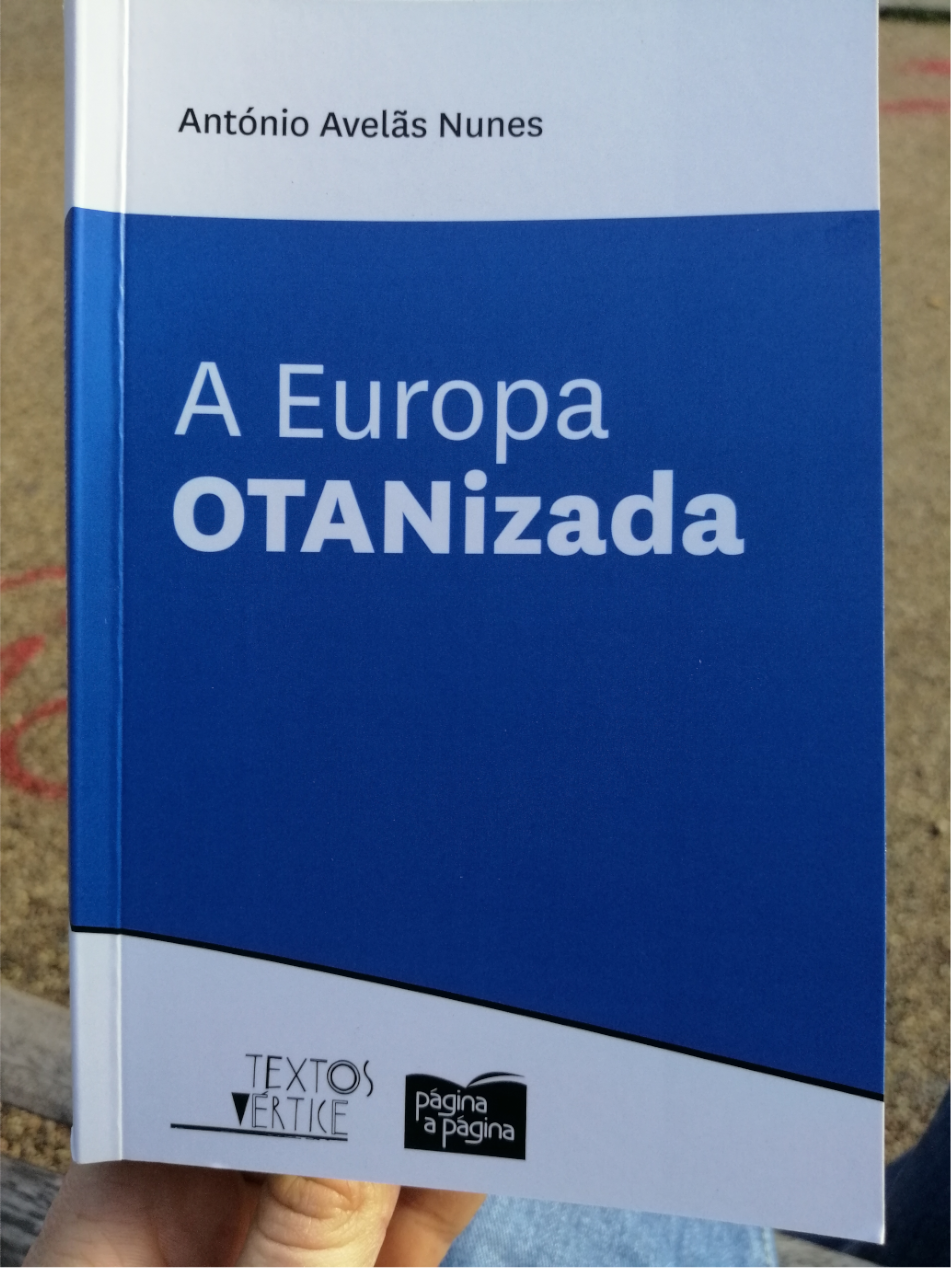 António Avelãs Nunes
A Europa
OTANizada
TEXTOS
VÉRTICE
página
a página